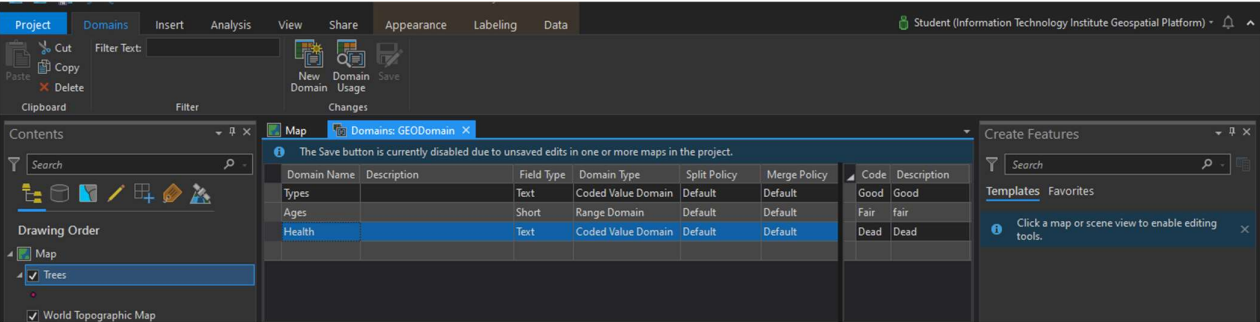 Project Domains Insert Analysis View Share Appearance Labeling Data Student (Information Technology Institute Geospatial Platform)
Paste
Cut
Copy
Delete
Clipboard
Filter Text:
Filter
New Domain
Domain Usage
Save
Changes
Contents
Search
Drawing Order
Map
Trees
World Topographic Map
Map Domains: GEODomain
The Save button is currently disabled due to unsaved edits in one or more maps in the project.
Domain Name Description Field Type Domain Type Split Policy Merge Policy
Types Text Coded Value Domain Default Default
Ages Short Range Domain Default Default
Health Text Coded Value Domain Default Default
Code Description
Good Good
Fair fair
Dead Dead
Create Features
Search
Templates Favorites
Click a map or scene view to enable editing
tools.